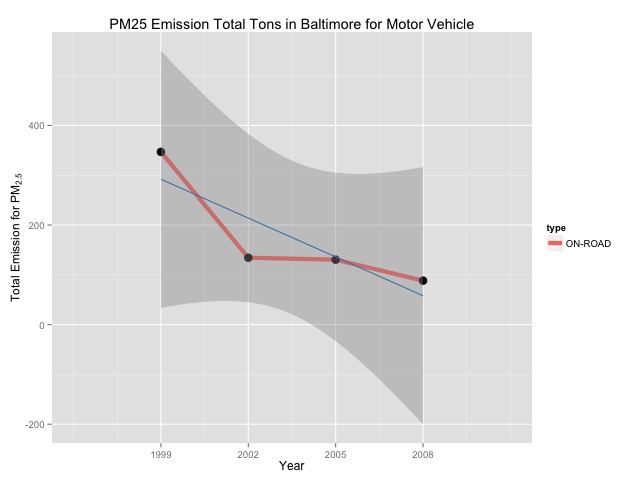 PM25 Emission Total Tons in Baltimore for Motor Vehicle
Total Emission for PM2.5
400
200
0
-200
1999 2002 2005 2008
Year
type
ON-ROAD